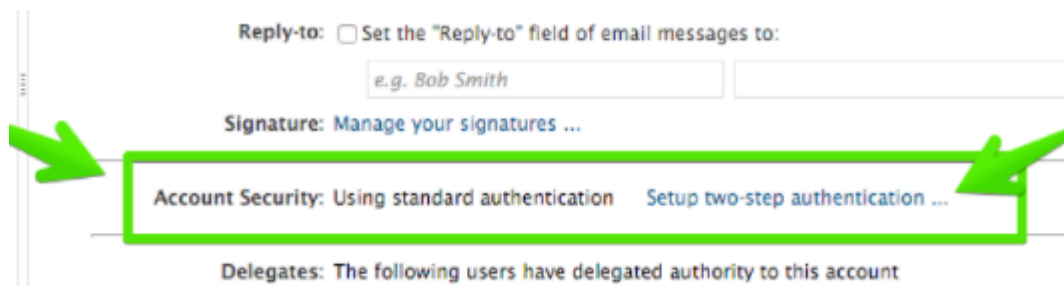 Reply-to: Set the "Reply-to" field of email messages to:
e.g. Bob Smith
Signature: Manage your signatures ...
Account Security: Using standard authentication Setup two-step authentication ...
Delegates: The following users have delegated authority to this account